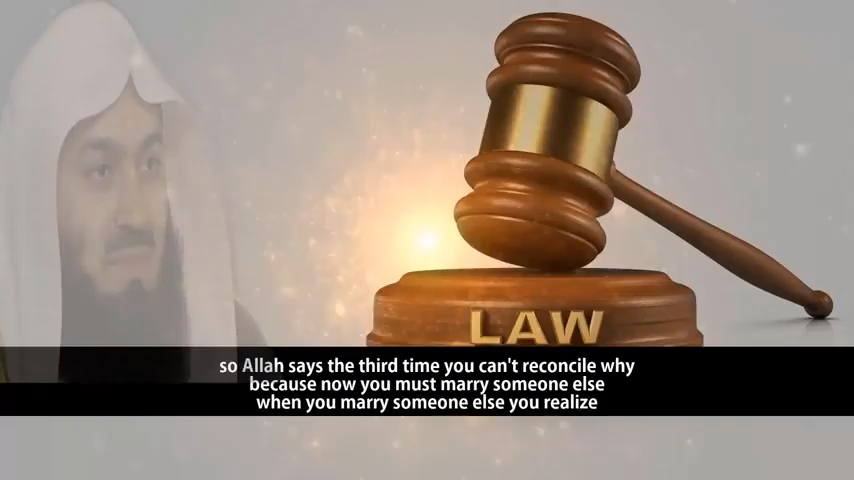 LAW
so Allah says the third time you can't reconcile why
because now you must marry someone else
when you marry someone else you realize